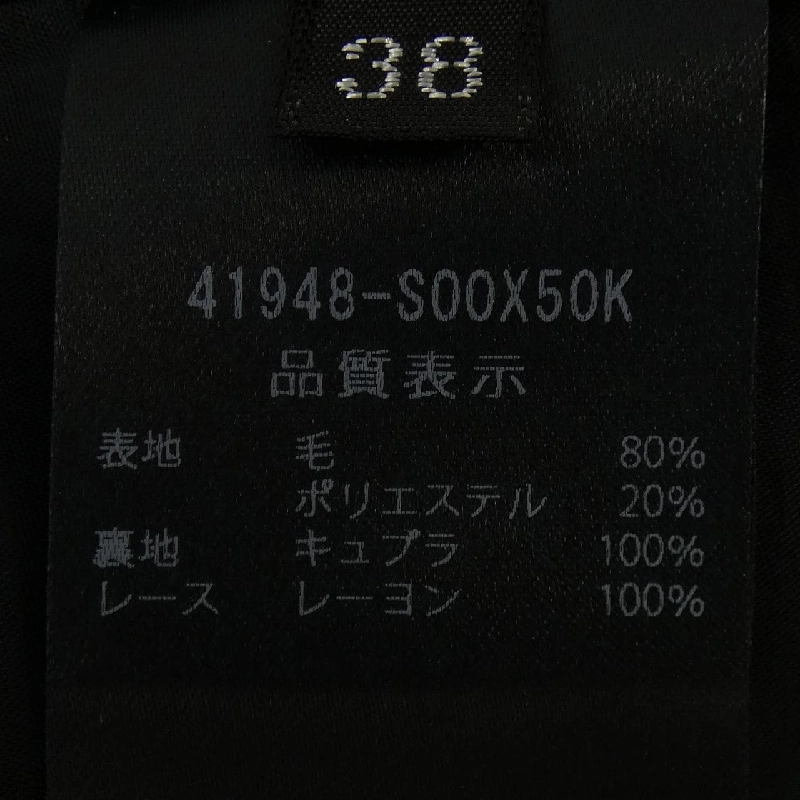 38
41948-S00X50K
品質表示
表地 毛 80%
ポリエステル 20%
裏地 キュプラ 100%
レース レーヨン 100%